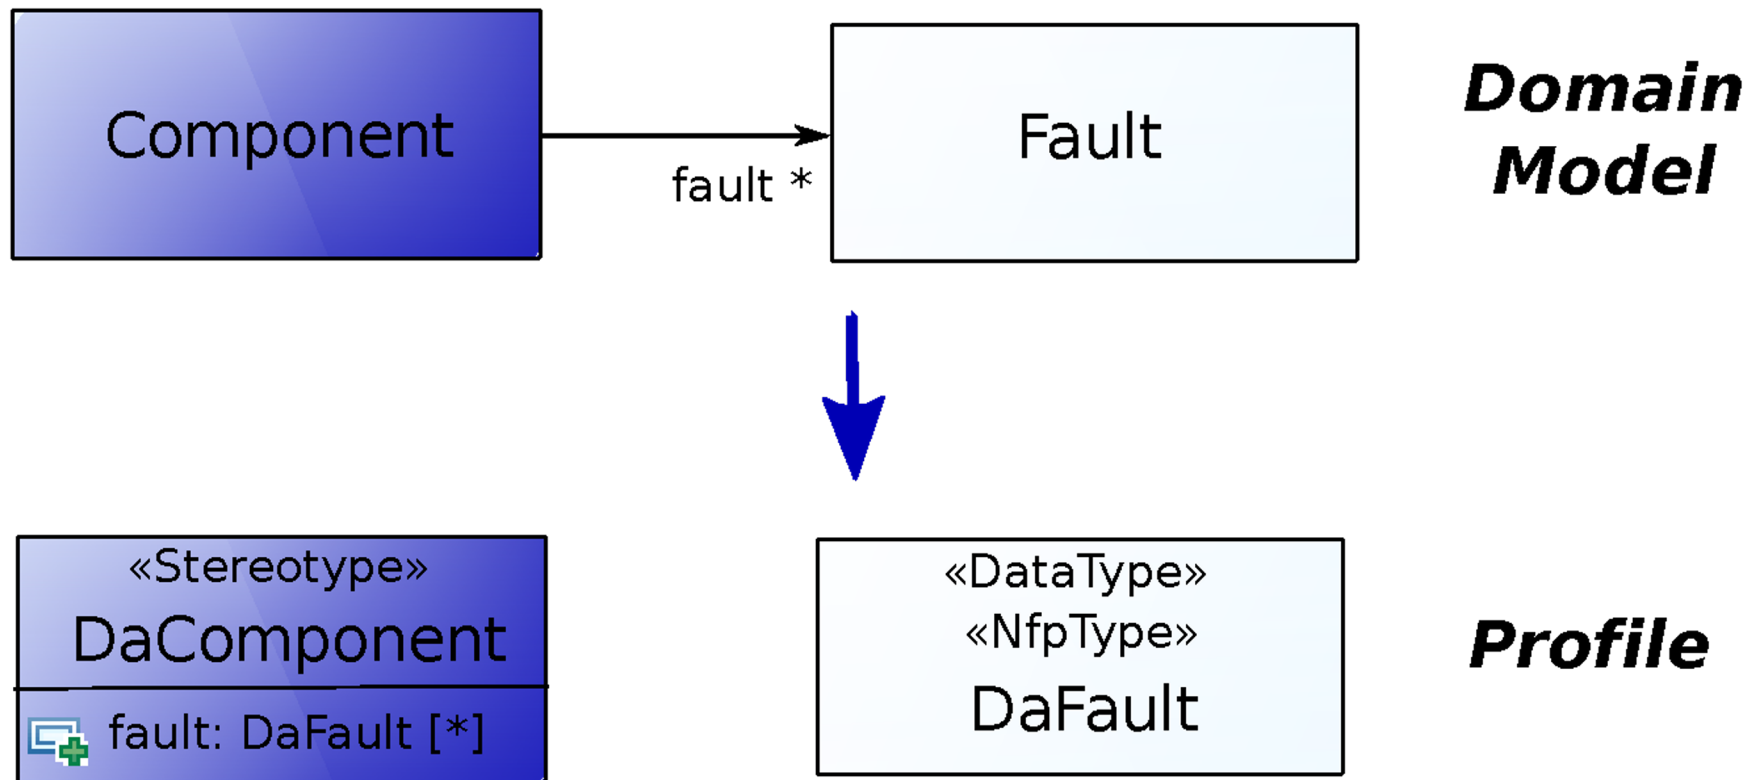 Component
fault *
Fault
Domain
Model
«Stereotype»
DaComponent
fault: DaFault [*]
«DataType»
«NfpType»
DaFault
Profile